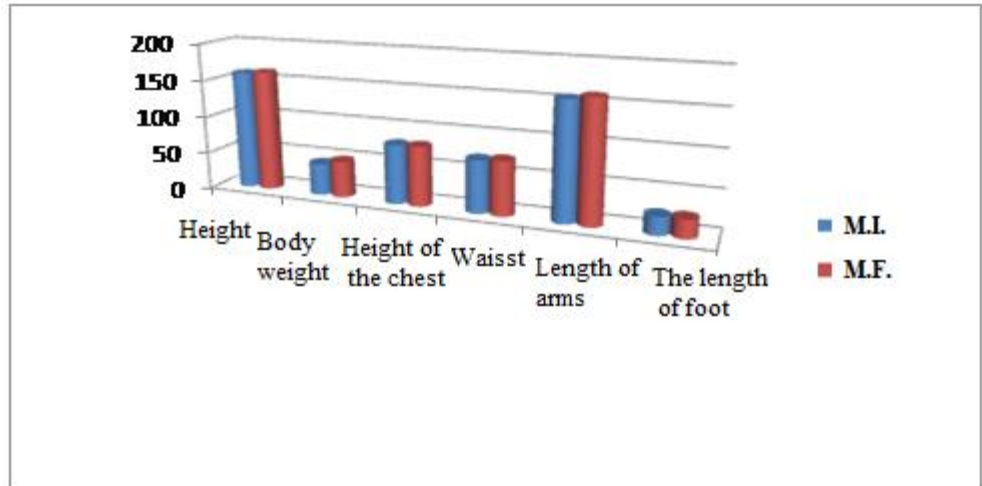 200
150
100
50
0
Height
Body
weight
Height of
the chest
Waisst
Length of
arms
The length
of foot
M.I.
M.F.